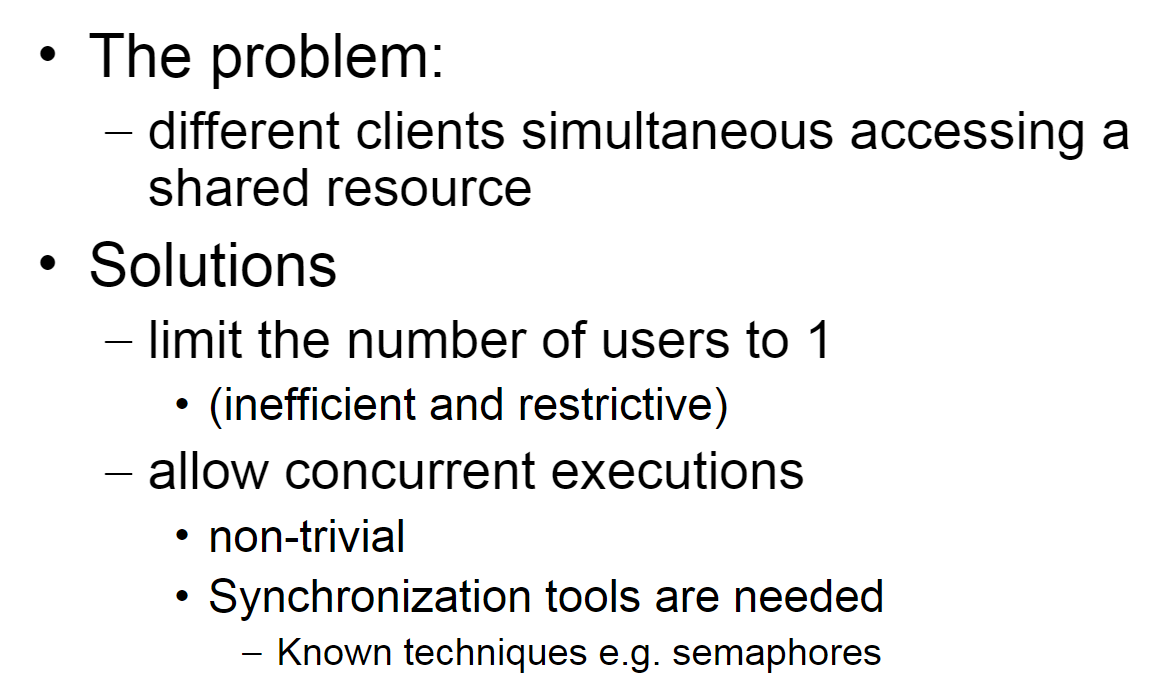 • The problem:
– different clients simultaneous accessing a
shared resource
• Solutions
– limit the number of users to 1
• (inefficient and restrictive)
– allow concurrent executions
• non-trivial
• Synchronization tools are needed
– Known techniques e.g. semaphores